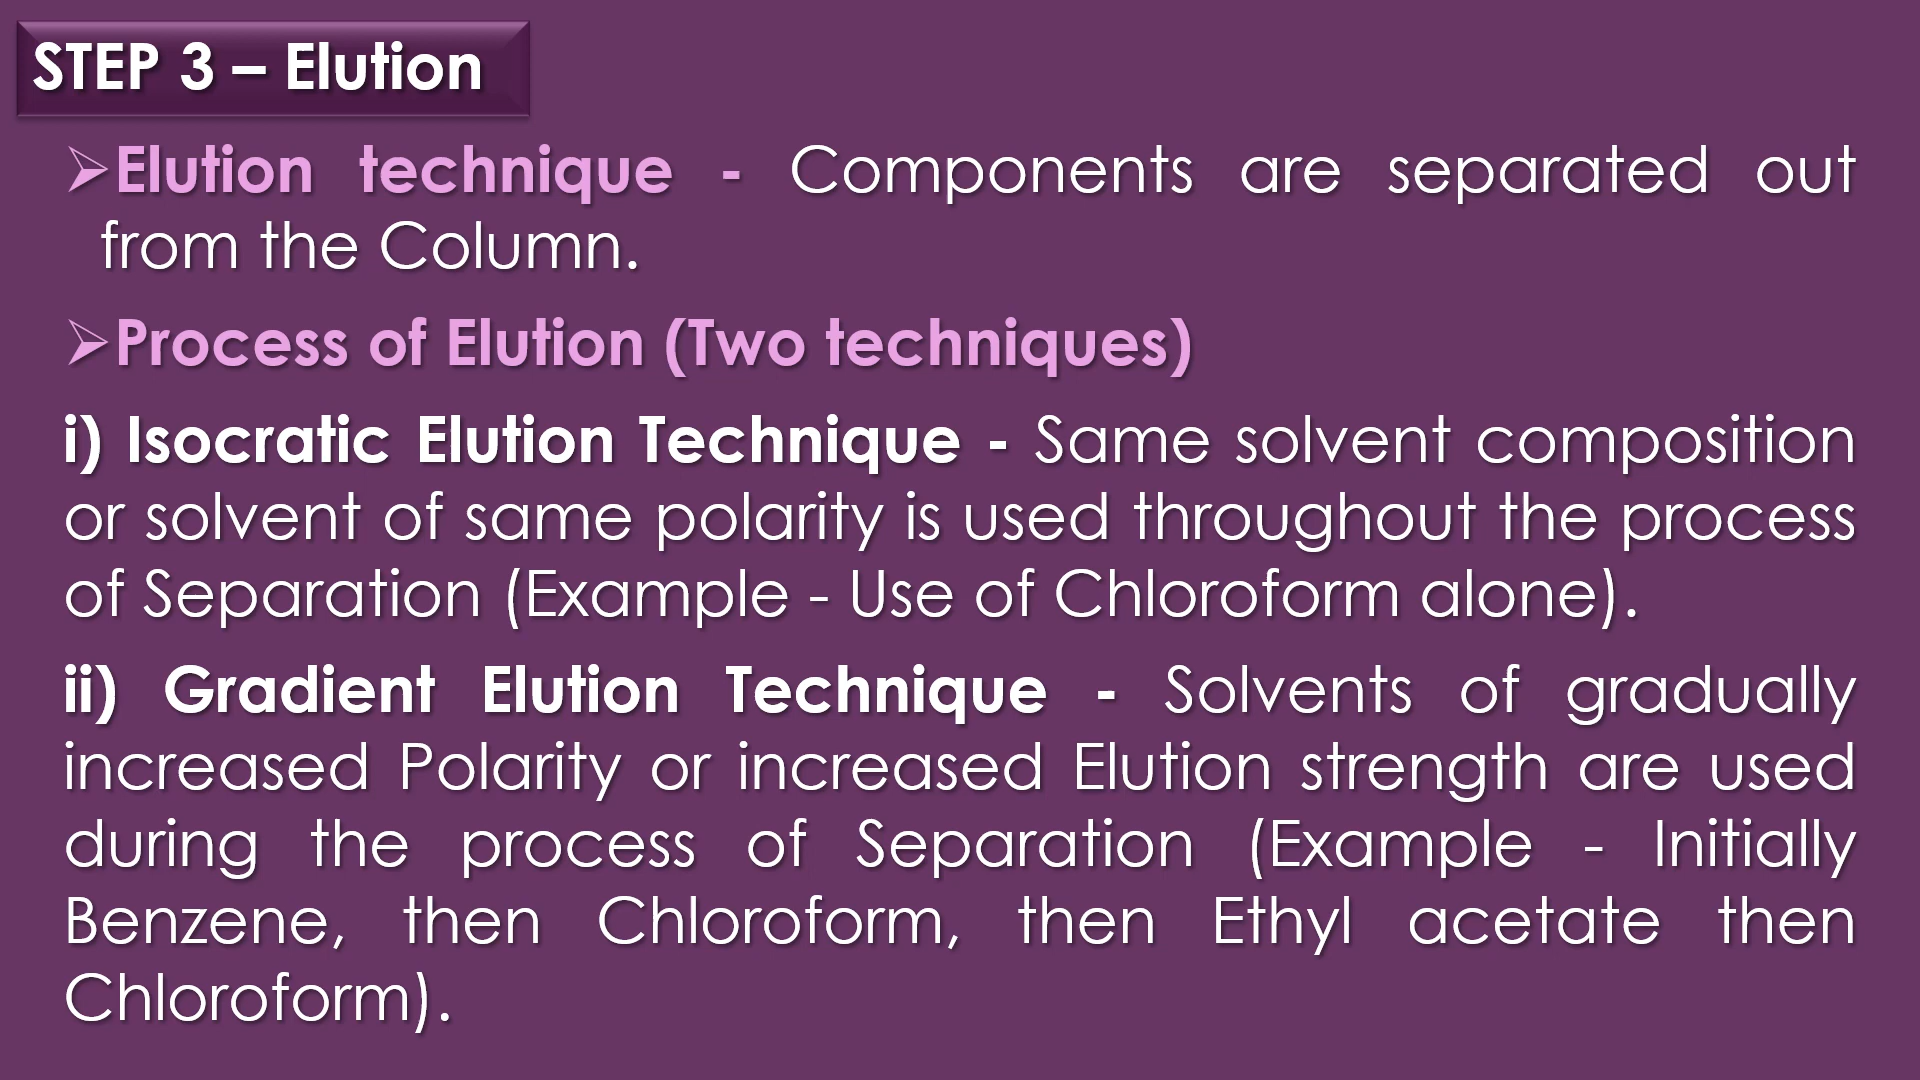 STEP 3 – Elution
➢Elution technique - Components are separated out
from the Column.
➢Process of Elution (Two techniques)
i) Isocratic Elution Technique - Same solvent composition
or solvent of same polarity is used throughout the process
of Separation (Example - Use of Chloroform alone).
ii) Gradient Elution Technique - Solvents of gradually
increased Polarity or increased Elution strength are used
during the process of Separation (Example - Initially
Benzene, then Chloroform, then Ethyl acetate then
Chloroform).